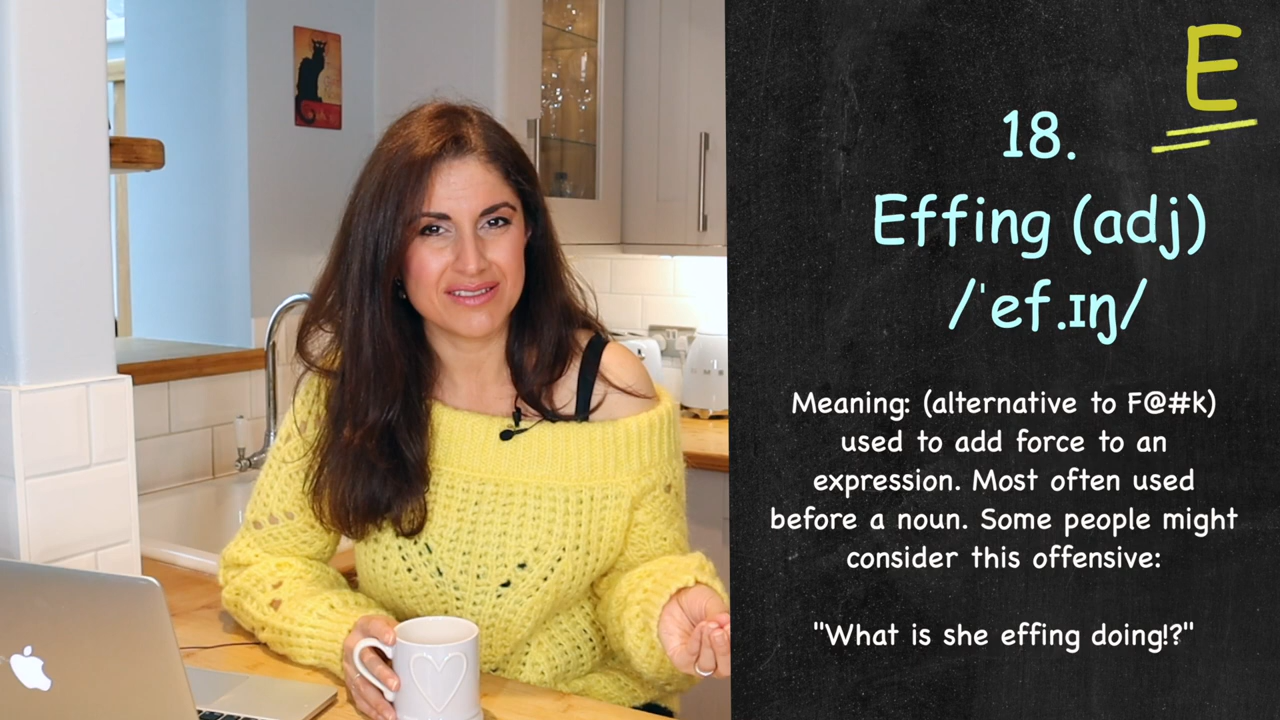 E
18.
Effing (adj)
/ˈef.ɪŋ/
Meaning: (alternative to F@#k)
used to add force to an
expression. Most often used
before a noun. Some people might
consider this offensive:
"What is she effing doing!?"